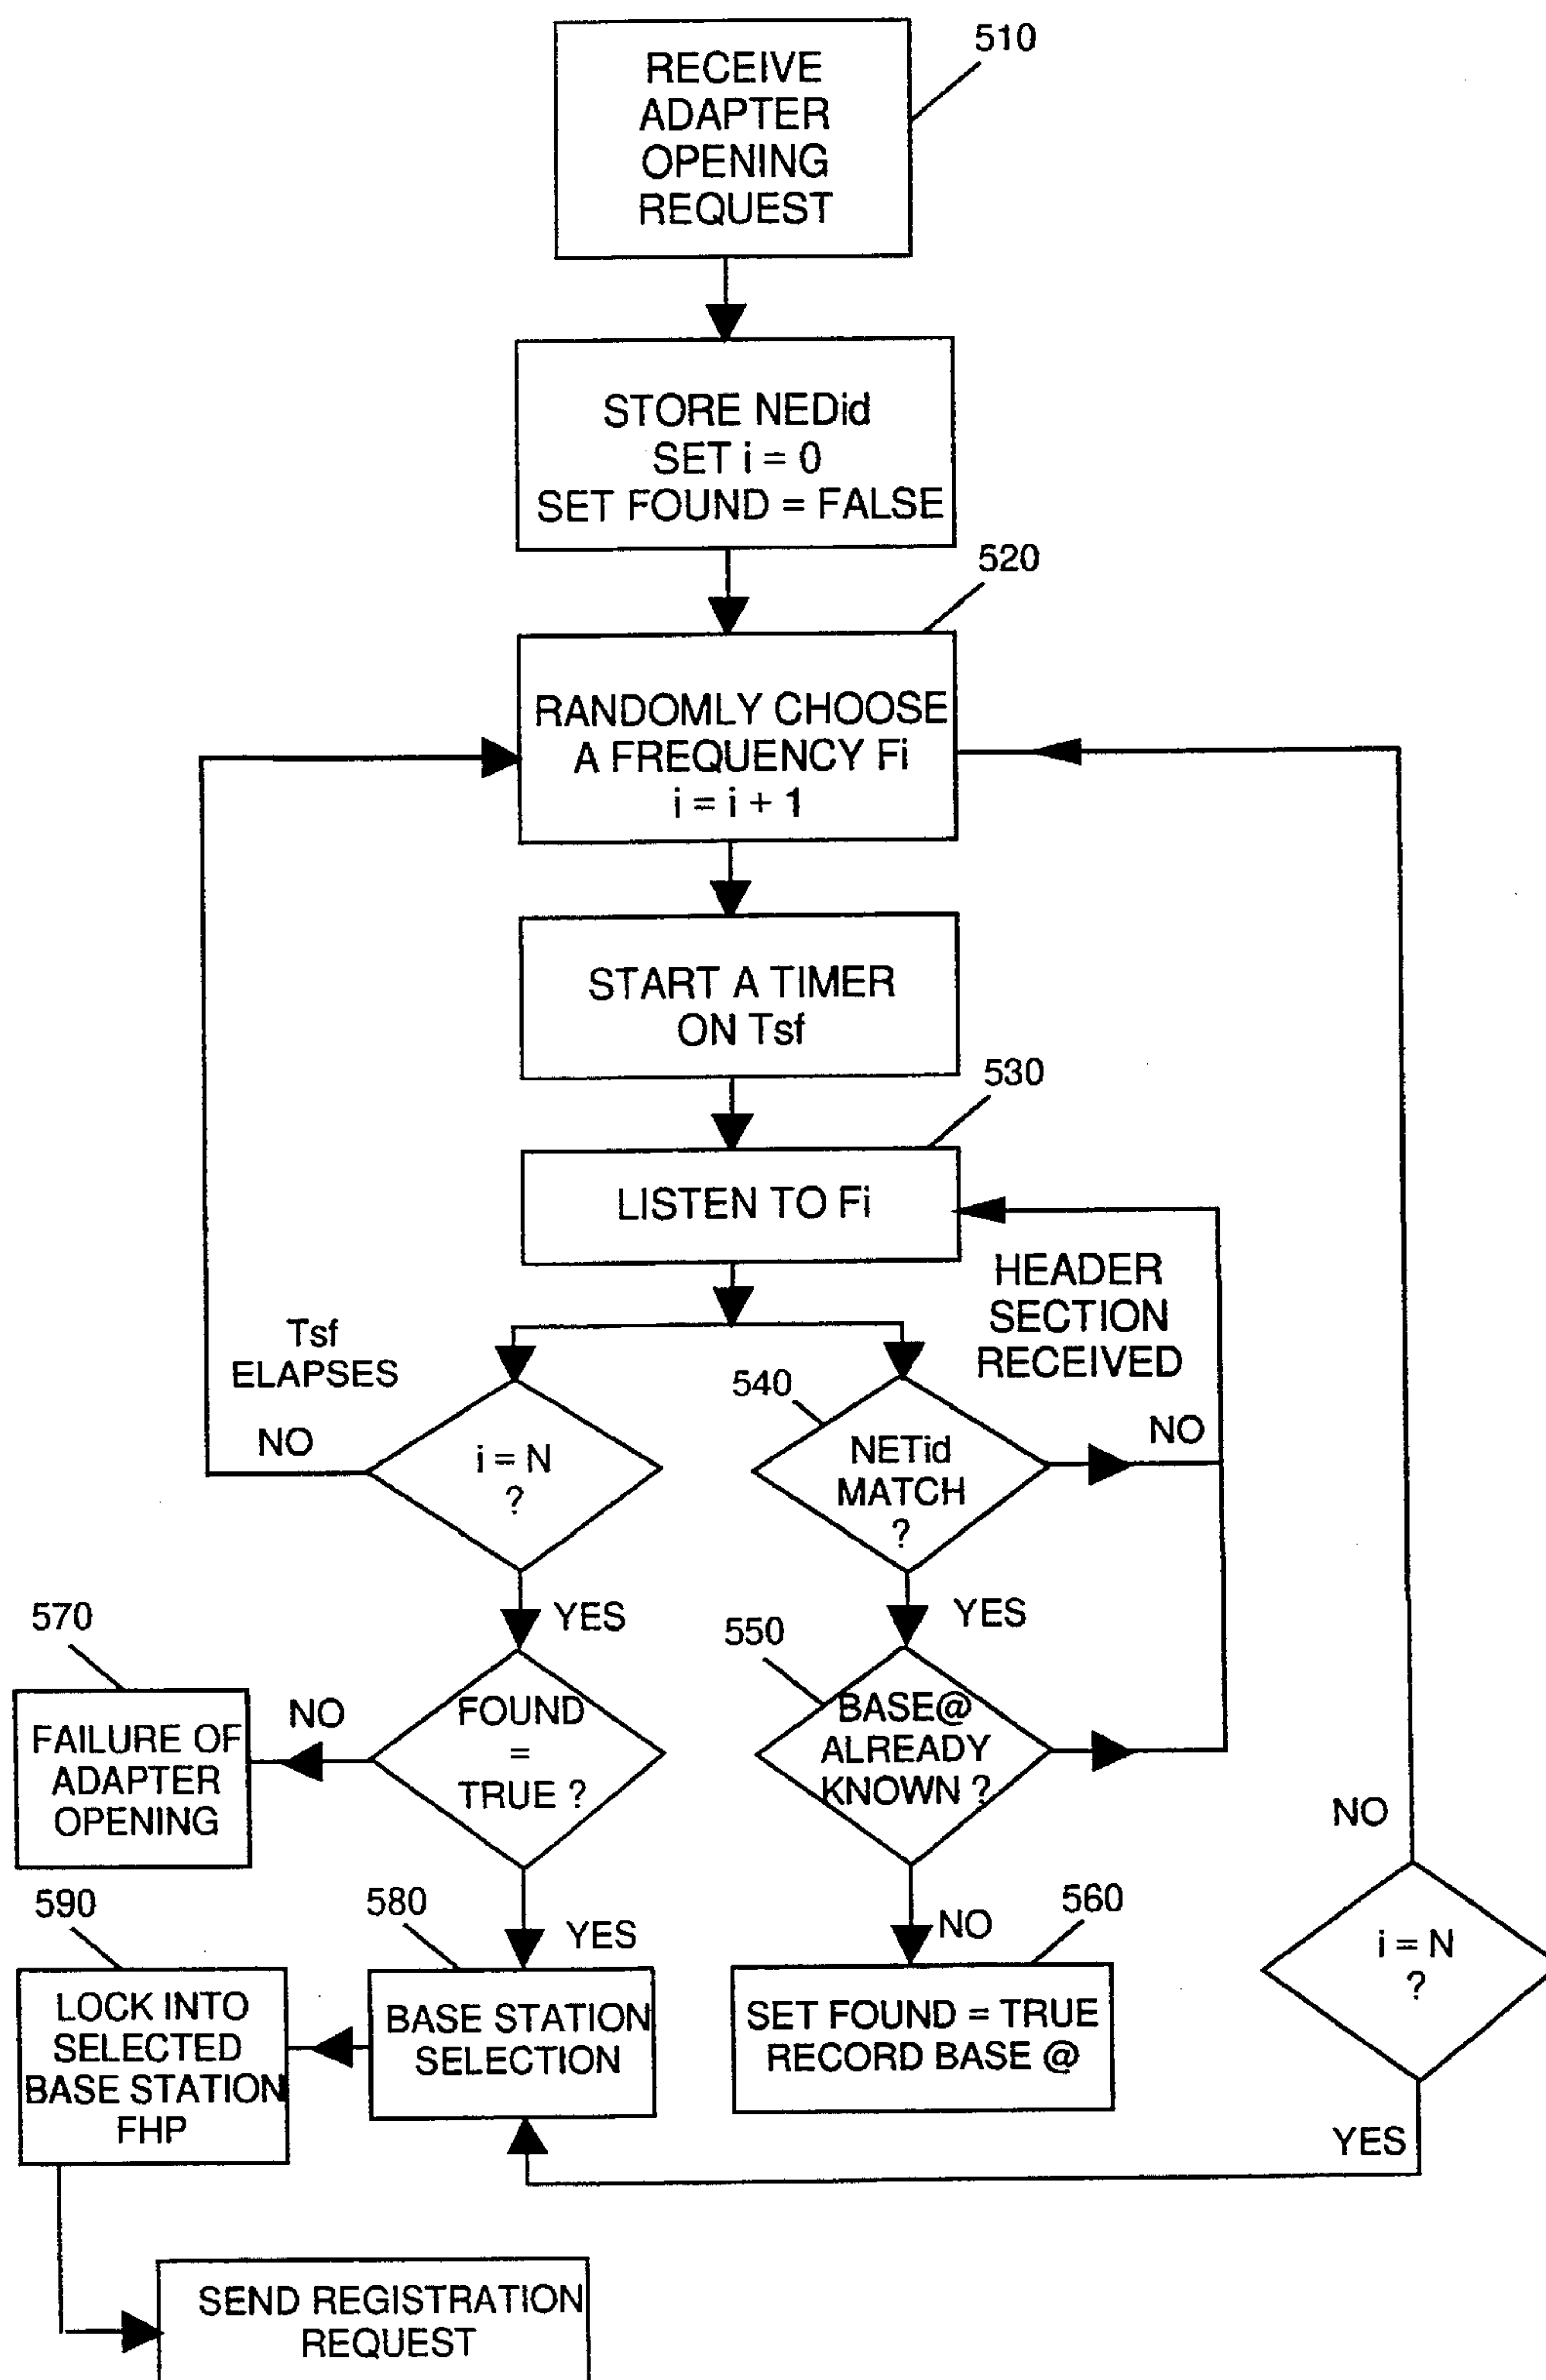 510
RECEIVE
ADAPTER
OPENING
REQUEST
STORE NEDid
SET i = 0
SET FOUND = FALSE
520
RANDOMLY CHOOSE
A FREQUENCY Fi
i = i + 1
START A TIMER
ON Tsf
530
LISTEN TO Fi
HEADER
SECTION
RECEIVED
Tsf
ELAPSES
NO
i = N
?
540
NETid
MATCH
?
NO
YES
YES
570
FAILURE OF
ADAPTER
OPENING
NO
FOUND
=
TRUE ?
550
BASE@
ALREADY
KNOWN ?
NO
i = N
?
YES
590
LOCK INTO
SELECTED
BASE STATION
FHP
580
YES
BASE STATION
SELECTION
NO
560
SET FOUND = TRUE
RECORD BASE @
SEND REGISTRATION
REQUEST